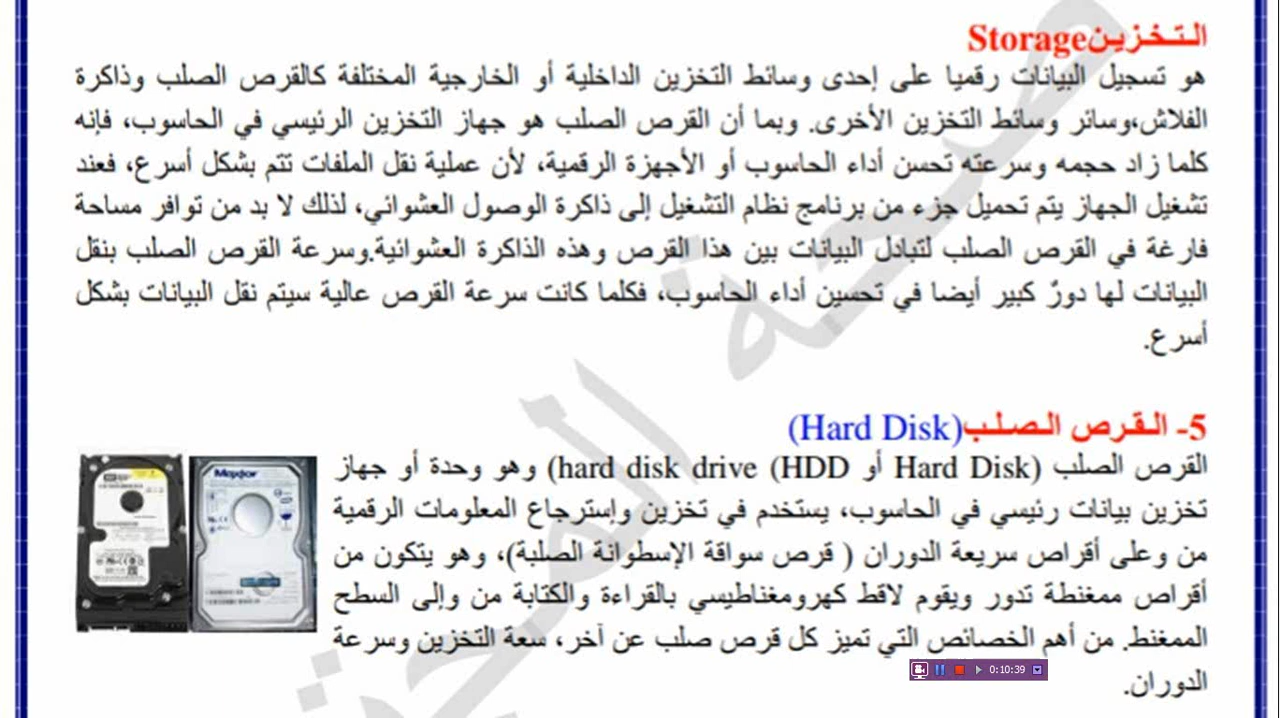 التخزينStorage
هو تسجيل البيانات رقميا على إحدى وسائط التخزين الداخلية أو الخارجية المختلفة كالقرص الصلب وذاكرة
الفلاش،وسائر وسائط التخزين الأخرى. وبما أن القرص الصلب هو جهاز التخزين الرئيسي في الحاسوب، فإنه
كلما زاد حجمه وسرعته تحسن أداء الحاسوب أو الأجهزة الرقمية، لأن عملية نقل الملفات تتم بشكل أسرع، فعند
تشغيل الجهاز يتم تحميل جزء من برنامج نظام التشغيل إلى ذاكرة الوصول العشوائي، لذلك لا بد من توافر مساحة
فارغة في القرص الصلب لتبادل البيانات بين هذا القرص وهذه الذاكرة العشوائية.وسرعة القرص الصلب بنقل
البيانات لها دورٌ كبير أيضا في تحسين أداء الحاسوب، فكلما كانت سرعة القرص عالية سيتم نقل البيانات بشكل
أسرع.
5- القرص الصلب(Hard Disk)
القرص الصلب (Hard Disk أو hard disk drive (HDD) وهو وحدة أو جهاز
تخزين بيانات رئيسي في الحاسوب، يستخدم في تخزين وإسترجاع المعلومات الرقمية
من وعلى أقراص سريعة الدوران ( قرص سواقة الإسطوانة الصلبة)، وهو يتكون من
أقراص ممغنطة تدور ويقوم لاقط كهرومغناطيسي بالقراءة والكتابة من وإلى السطح
الممغنط. من أهم الخصائص التي تميز كل قرص صلب عن آخر، سعة التخزين وسرعة
الدوران.
Maxtor
0:10:39